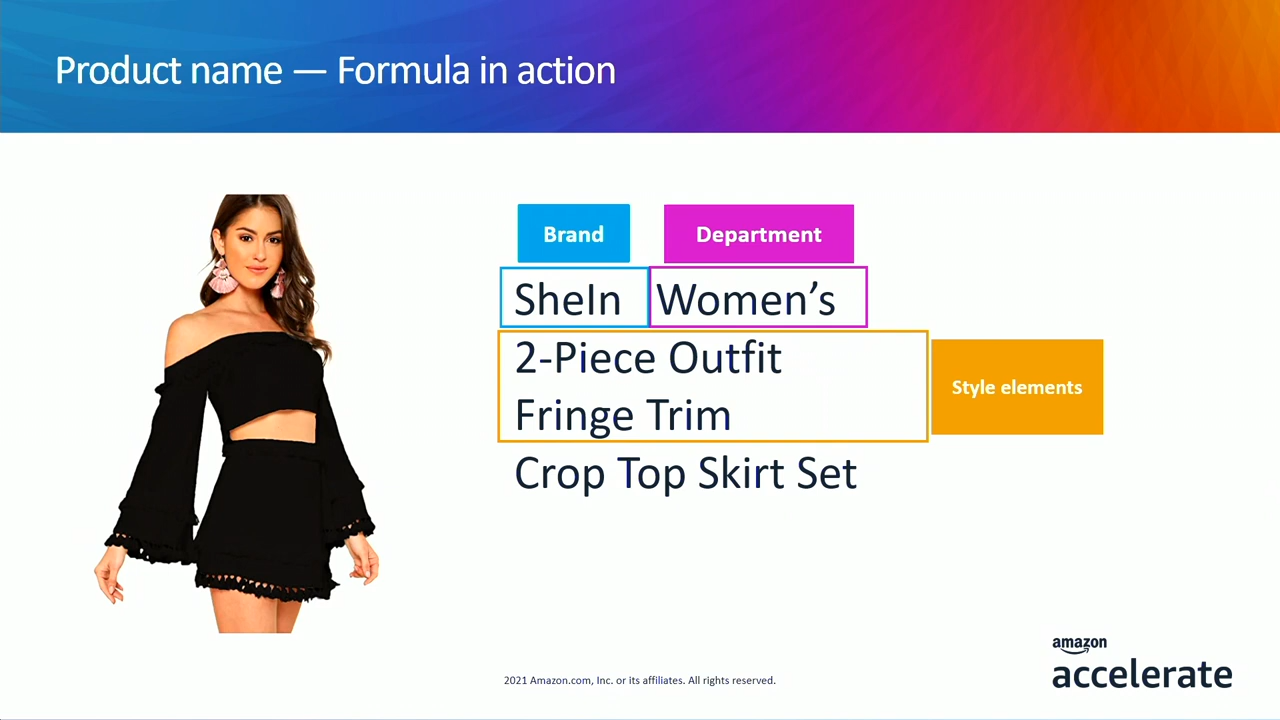 Product name — Formula in action
Brand
Department
SheIn Women’s
2-Piece Outfit
Fringe Trim
Style elements
Crop Top Skirt Set
amazon
accelerate
2021 Amazon.com, Inc. or its affiliates. All rights reserved.